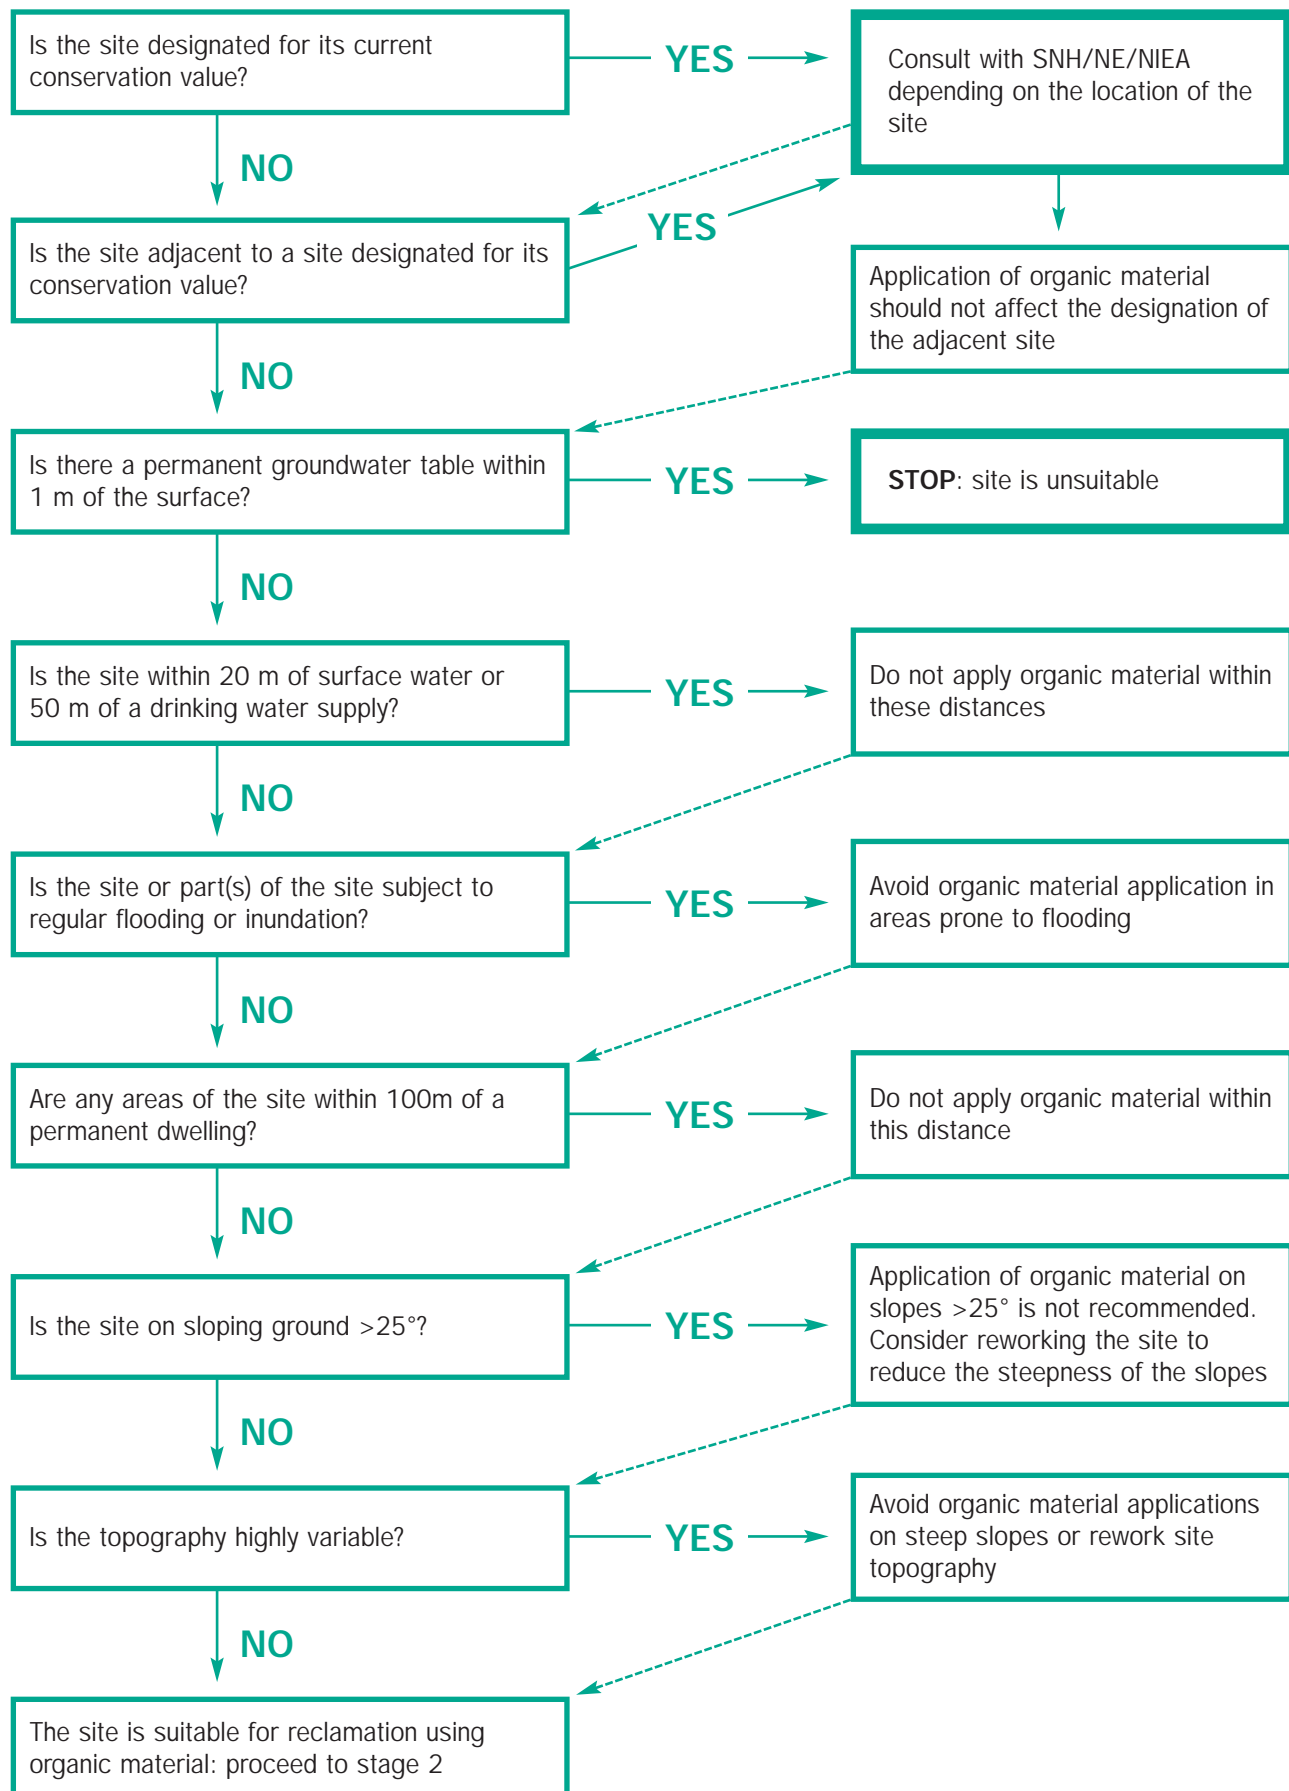 Is the site designated for its current
conservation value?
YES
Consult with SNH/NE/NIEA
depending on the location of the
site
NO
Is the site adjacent to a site designated for its
conservation value?
YES
Application of organic material
should not affect the designation of
the adjacent site
NO
Is there a permanent groundwater table within
1 m of the surface?
YES
STOP: site is unsuitable
NO
Is the site within 20 m of surface water or
50 m of a drinking water supply?
YES
Do not apply organic material within
these distances
NO
Is the site or part(s) of the site subject to
regular flooding or inundation?
YES
Avoid organic material application in
areas prone to flooding
NO
Are any areas of the site within 100m of a
permanent dwelling?
YES
Do not apply organic material within
this distance
NO
Is the site on sloping ground >25°?
YES
Application of organic material on
slopes >25° is not recommended.
Consider reworking the site to
reduce the steepness of the slopes
NO
Is the topography highly variable?
YES
Avoid organic material applications
on steep slopes or rework site
topography
NO
The site is suitable for reclamation using
organic material: proceed to stage 2